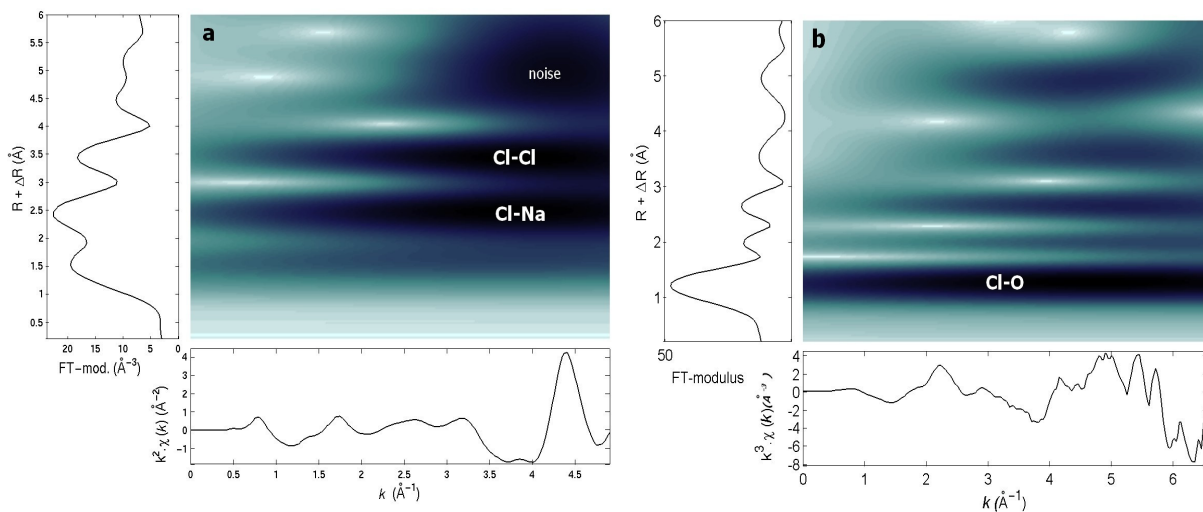 a
noise
Cl-Cl
Cl-Na
R + ΔR (Å)
6
5.5
5
4.5
4
3.5
3
2.5
2
1.5
1
0.5
20 15 10 5 0
FT-mod. (Å⁻³)
k².χ(k) (Å⁻²)
4
3
2
1
0
−1
0 0.5 1 1.5 2 2.5 3 3.5 4 4.5
k (Å⁻¹)
b
Cl-O
R + ΔR (Å)
6
5
4
3
2
1
50
FT-modulus
k³.χ(k)(Å⁻³)
4
2
0
-2
-4
-6
-8
0 1 2 3 4 5 6
k (Å⁻¹)